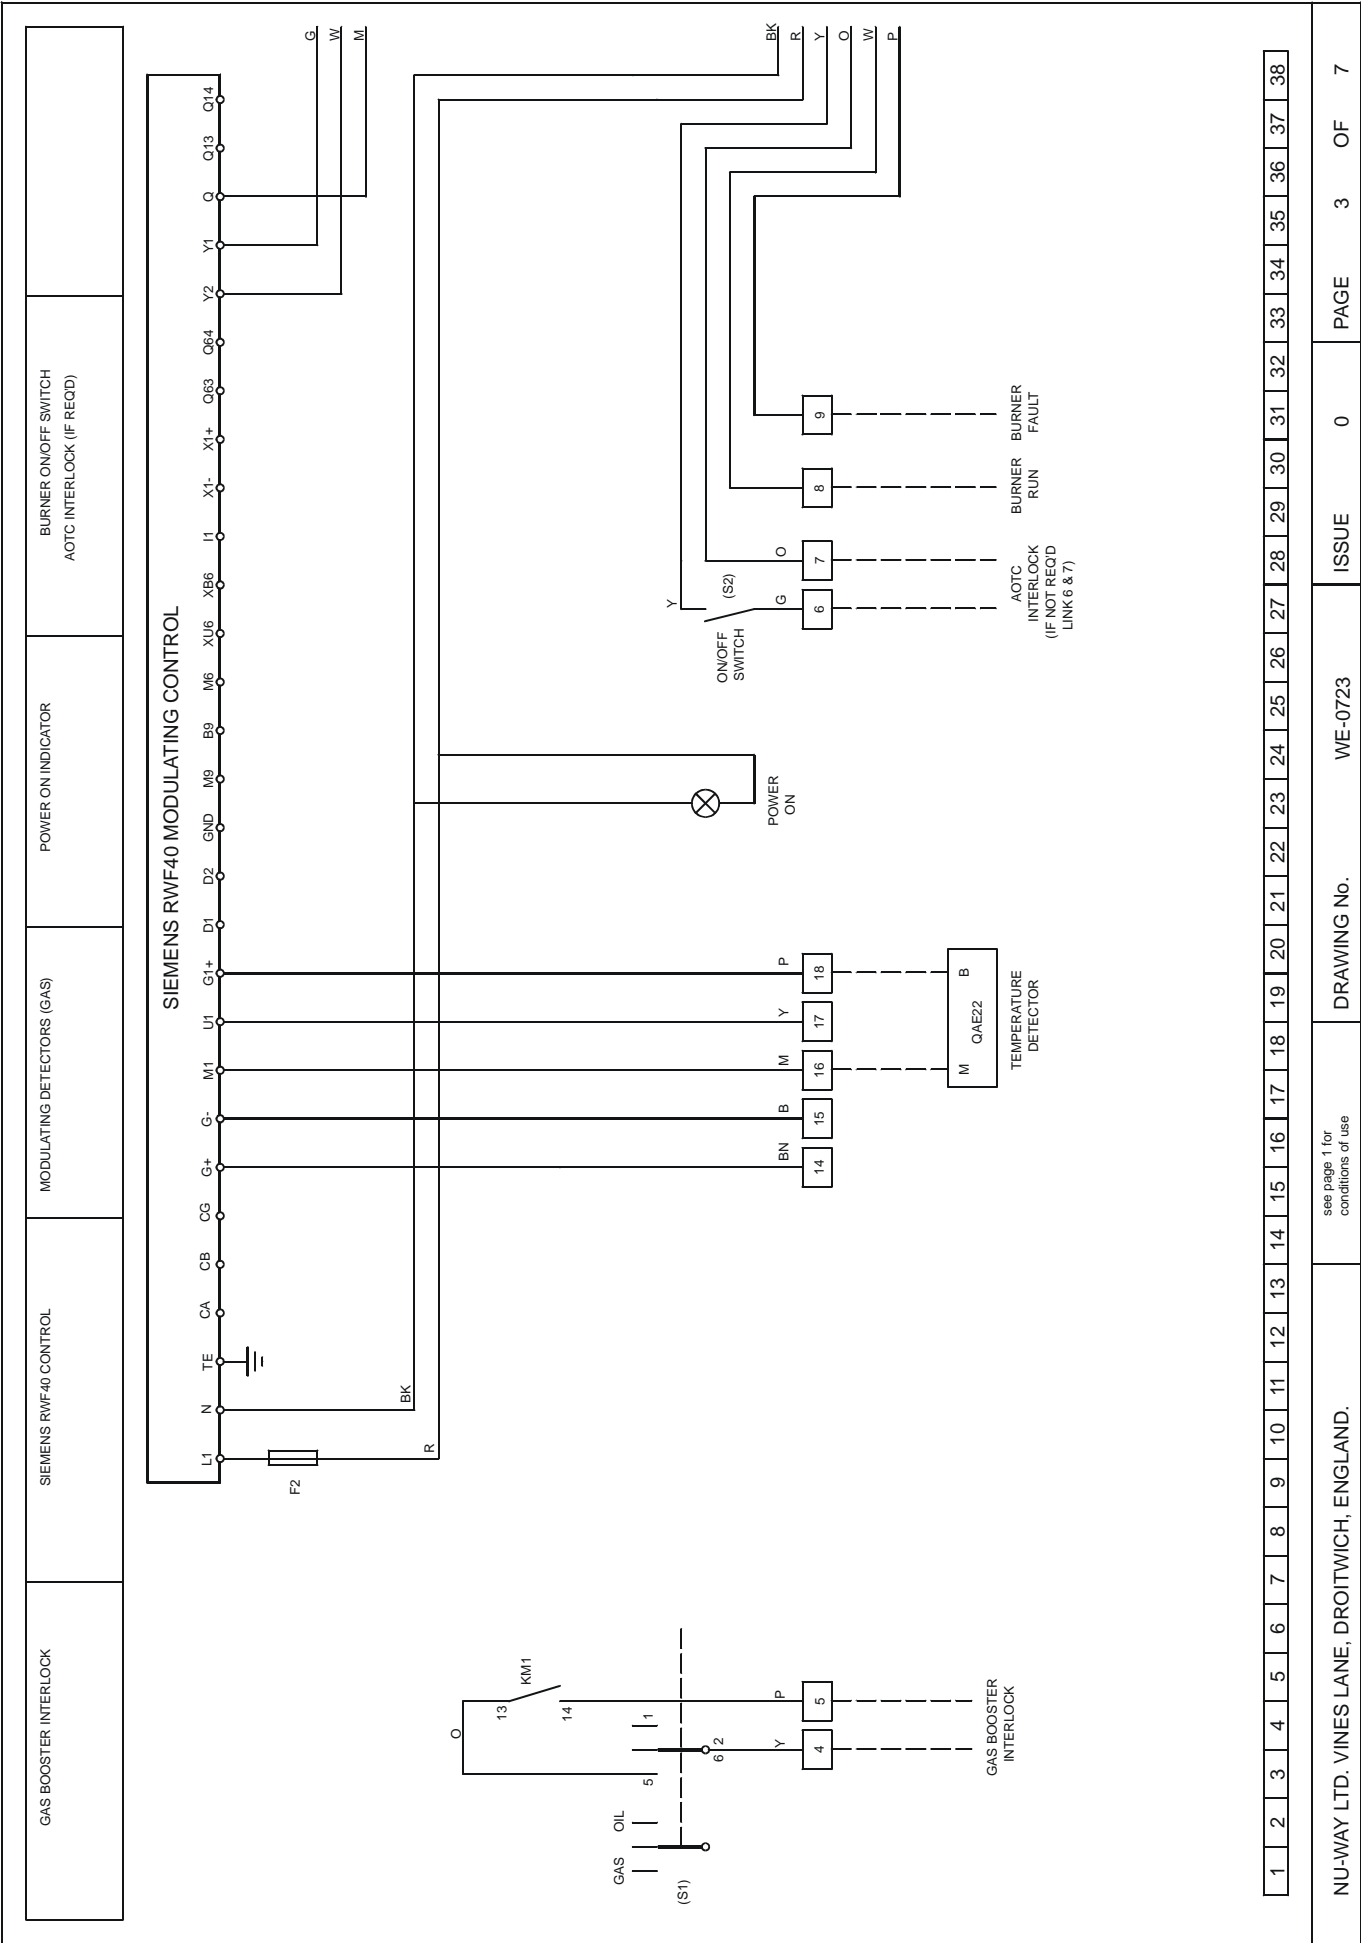 GAS BOOSTER INTERLOCK
SIEMENS RWF40 CONTROL
MODULATING DETECTORS (GAS)
POWER ON INDICATOR
BURNER ON/OFF SWITCH
AOTC INTERLOCK (IF REQ'D)
SIEMENS RWF40 MODULATING CONTROL
L1 N TE CA CB CG G+ G- M1 U1 G1+ D1 D2 GND M9 B9 M6 XU6 XB6 I1 X1- X1+ Q63 Q64 Y2 Y1 Q Q13 Q14
G
W
M
F2
BK
R
BK
R
Y
O
W
P
O
13
KM1
14
GAS OIL
5
1
(S1)
6 2
Y
P
4 5
GAS BOOSTER
INTERLOCK
BN B M Y P
14 15 16 17 18
M QAE22 B
TEMPERATURE
DETECTOR
POWER
ON
Y
ON/OFF
SWITCH
(S2)
G O
6 7 8 9
AOTC
INTERLOCK
(IF NOT REQ'D
LINK 6 & 7)
BURNER
RUN
BURNER
FAULT
1 2 3 4 5 6 7 8 9 10 11 12 13 14 15 16 17 18 19 20 21 22 23 24 25 26 27 28 29 30 31 32 33 34 35 36 37 38
NU-WAY LTD. VINES LANE, DROITWICH, ENGLAND.
see page 1 for
conditions of use
DRAWING No. WE-0723
ISSUE 0
PAGE 3 OF 7